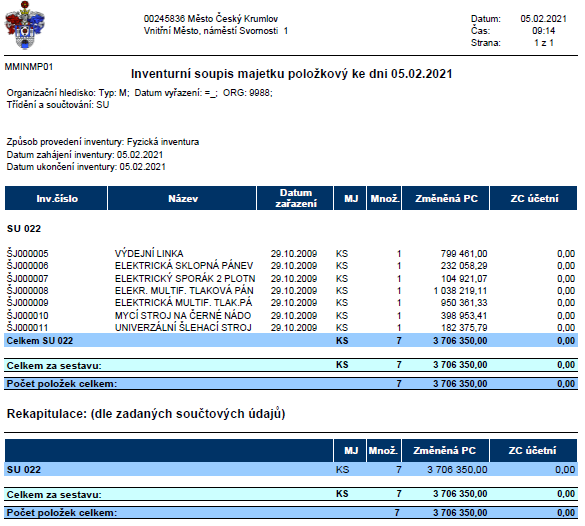 00245836 Město Český Krumlov
Vnitřní Město, náměstí Svornosti 1
Datum: 05.02.2021
Čas: 09:14
Strana: 1 z 1
MMINMP01
Inventurní soupis majetku položkový ke dni 05.02.2021
Organizační hledisko: Typ: M; Datum vyřazení: =_; ORG: 9988;
Třídění a součtování: SU
Způsob provedení inventury: Fyzická inventura
Datum zahájení inventury: 05.02.2021
Datum ukončení inventury: 05.02.2021
Inv.číslo Název Datum zařazení MJ Množ. Změněná PC ZC účetní
SU 022
ŠJ000005 VÝDEJNÍ LINKA 29.10.2009 KS 1 799 461,00 0,00
ŠJ000006 ELEKTRICKÁ SKLOPNÁ PÁNEV 29.10.2009 KS 1 232 058,29 0,00
ŠJ000007 ELEKTRICKÝ SPORÁK 2 PLOTN 29.10.2009 KS 1 104 921,07 0,00
ŠJ000008 ELEKR. MULTIF. TLAKOVÁ PÁN 29.10.2009 KS 1 1 038 219,11 0,00
ŠJ000009 ELEKTRICKÁ MULTIF. TLAK.PÁ 29.10.2009 KS 1 950 361,33 0,00
ŠJ000010 MYCÍ STROJ NA ČERNÉ NÁDO 29.10.2009 KS 1 398 953,41 0,00
ŠJ000011 UNIVERZÁLNÍ ŠLEHACÍ STROJ 29.10.2009 KS 1 182 375,79 0,00
Celkem SU 022 KS 7 3 706 350,00 0,00
Celkem za sestavu: KS 7 3 706 350,00 0,00
Počet položek celkem: 7 3 706 350,00 0,00
Rekapitulace: (dle zadaných součtových údajů)
MJ Množ. Změněná PC ZC účetní
SU 022 KS 7 3 706 350,00 0,00
Celkem za sestavu: KS 7 3 706 350,00 0,00
Počet položek celkem: 7 3 706 350,00 0,00